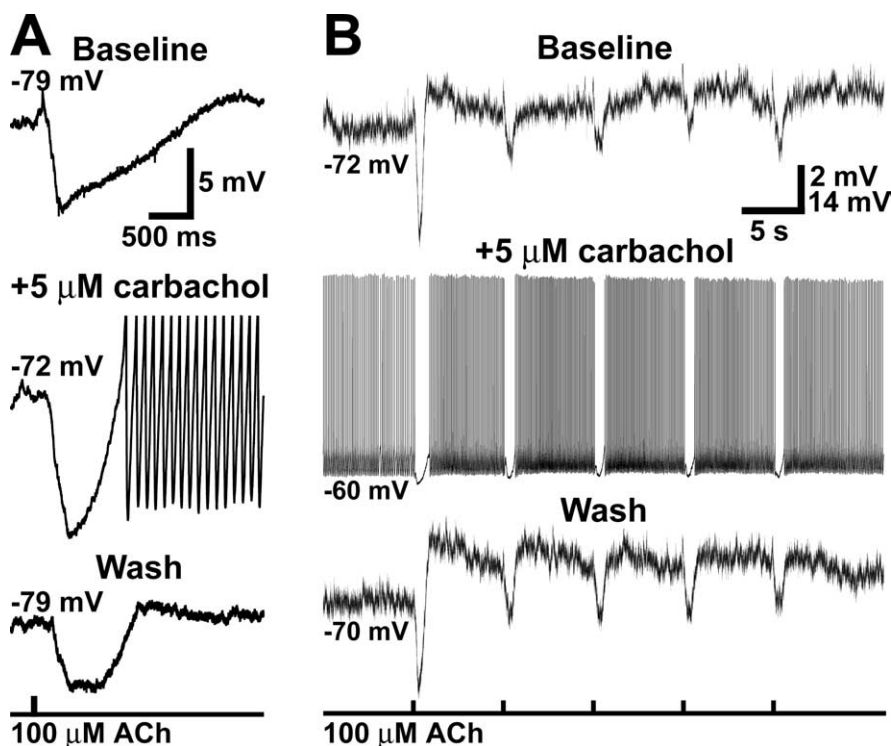 A
Baseline
-79 mV
5 mV
500 ms
+5 μM carbachol
-72 mV
Wash
-79 mV
100 μM ACh
B
Baseline
-72 mV
2 mV
14 mV
5 s
+5 μM carbachol
-60 mV
Wash
-70 mV
100 μM ACh